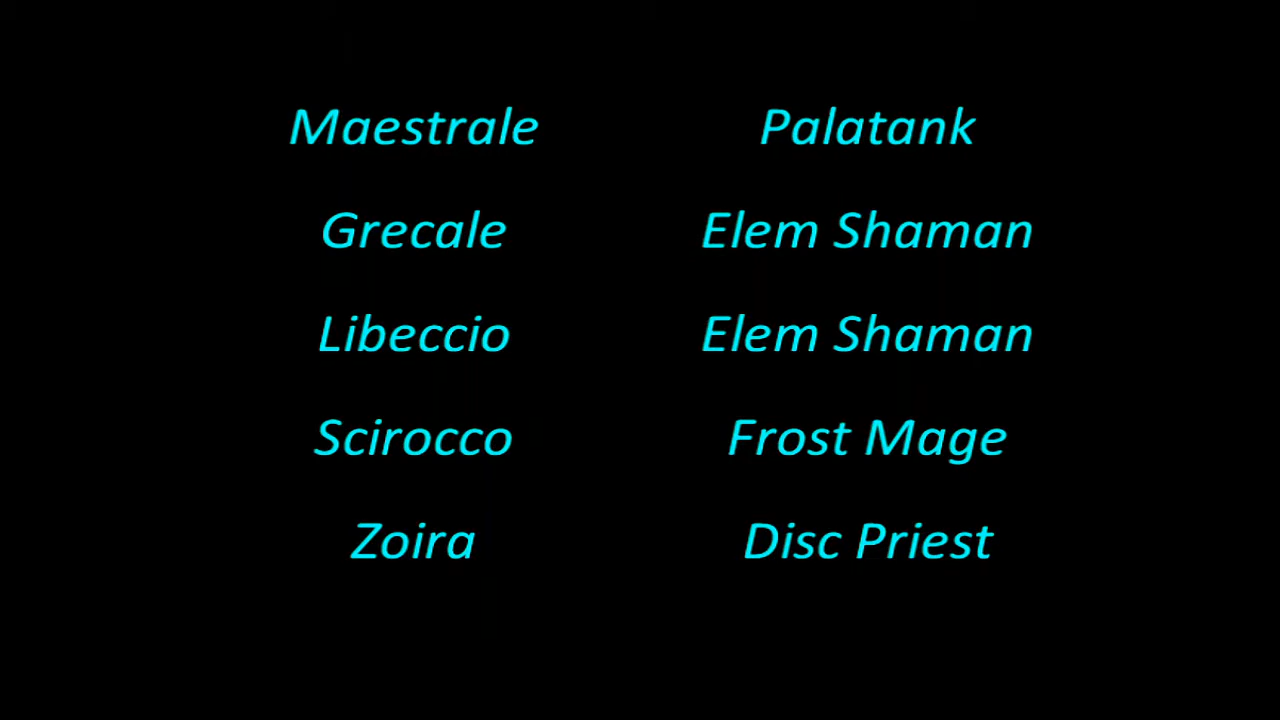 Maestrale Palatank
Grecale Elem Shaman
Libeccio Elem Shaman
Scirocco Frost Mage
Zoira Disc Priest